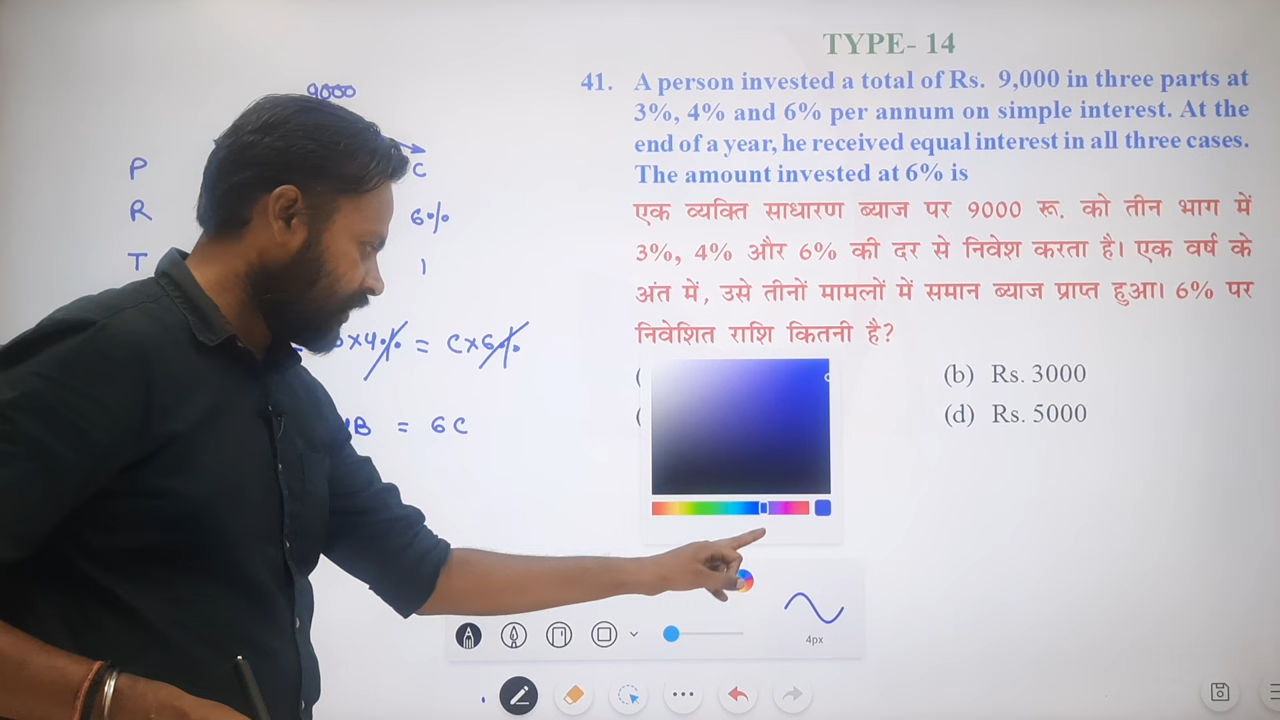 TYPE- 14
41. A person invested a total of Rs. 9,000 in three parts at
3%, 4% and 6% per annum on simple interest. At the
end of a year, he received equal interest in all three cases.
The amount invested at 6% is
एक व्यक्ति साधारण ब्याज पर 9000 रू. को तीन भाग में
3%, 4% और 6% की दर से निवेश करता है। एक वर्ष के
अंत में, उसे तीनों मामलों में समान ब्याज प्राप्त हुआ। 6% पर
निवेशित राशि कितनी है?
(b) Rs. 3000
(d) Rs. 5000
9000
P C
R 6%
T 1
×4% = C×6%
B = 6C
4px